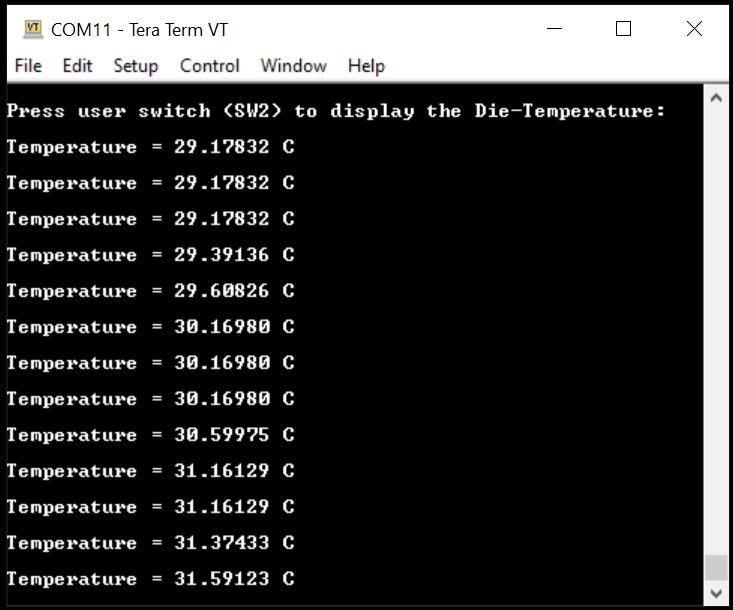 VT
COM11 - Tera Term VT
File Edit Setup Control Window Help
Press user switch (SW2) to display the Die-Temperature:
Temperature = 29.17832 C
Temperature = 29.17832 C
Temperature = 29.17832 C
Temperature = 29.39136 C
Temperature = 29.60826 C
Temperature = 30.16980 C
Temperature = 30.16980 C
Temperature = 30.16980 C
Temperature = 30.59975 C
Temperature = 31.16129 C
Temperature = 31.16129 C
Temperature = 31.37433 C
Temperature = 31.59123 C